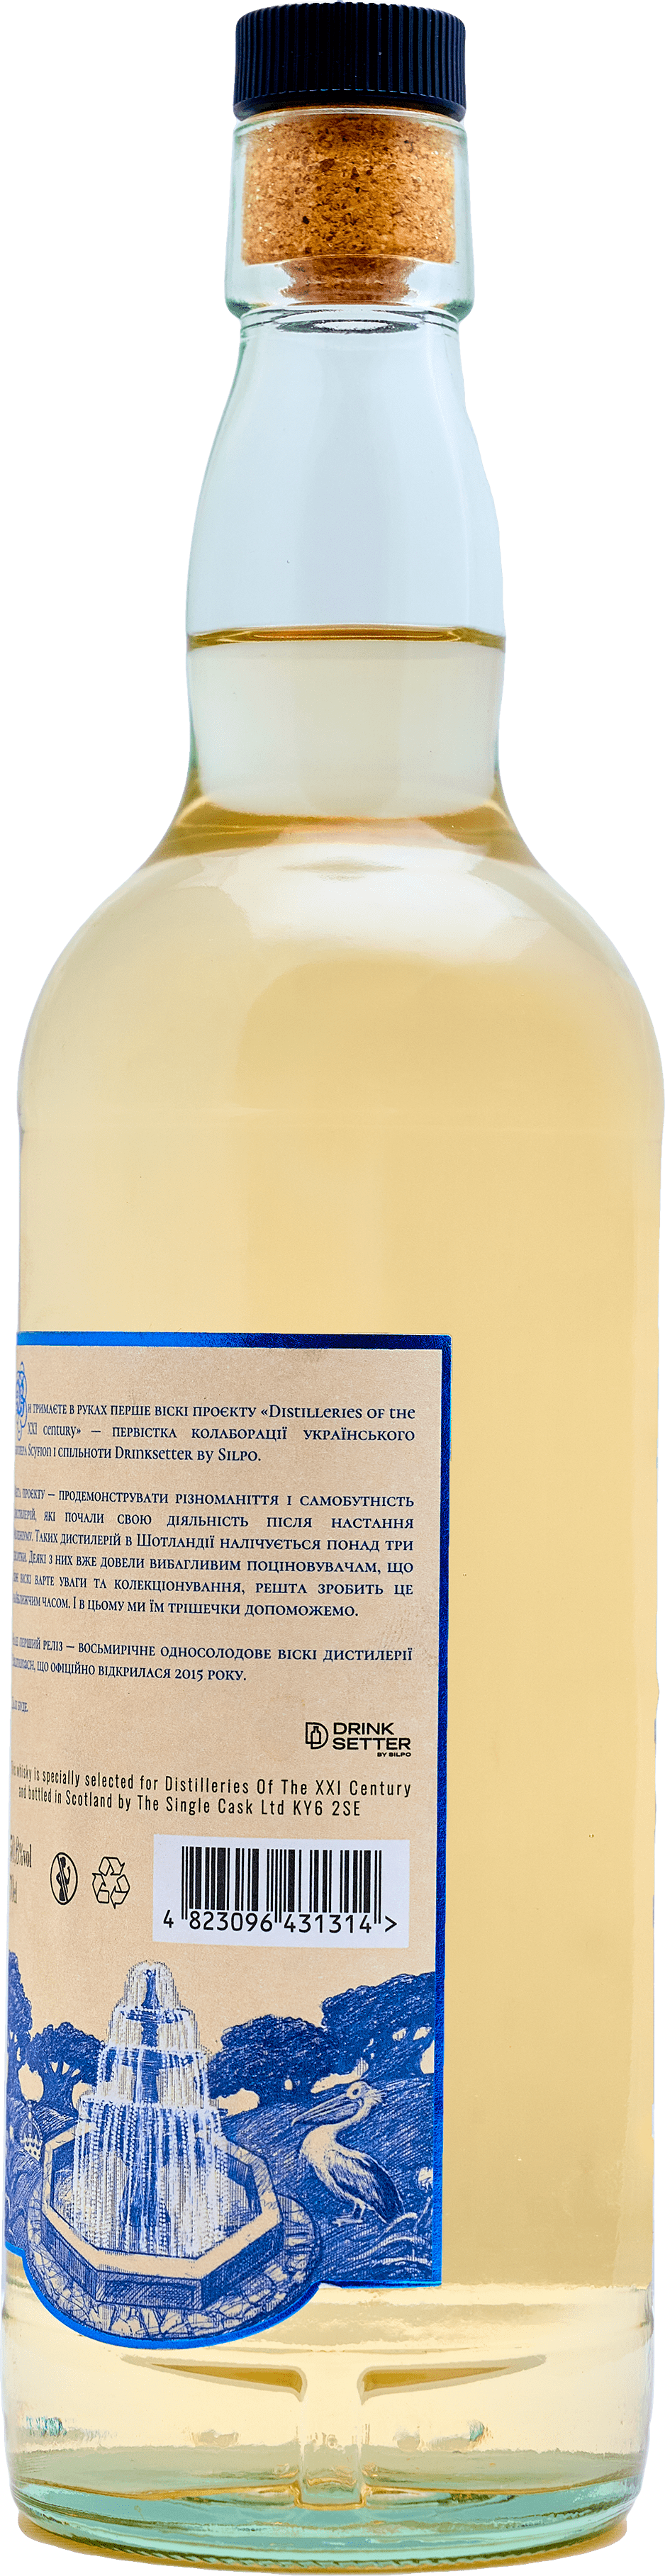 и тримаєте в руках перше віскі проєкту «Distilleries of the
XXI century» — первістка колаборації українського
Scyfion і спільноти Drinksetter by Silpo.
проєкту — продемонструвати різноманіття і самобутність
які почали свою діяльність після настання
Таких дистилерій в Шотландії налічується понад три
Деякі з них вже довели вибагливим поціновувачам, що
віскі варте уваги та колекціонування, решта зробить це
часом. І в цьому ми їм трішечки допоможемо.
перший реліз — восьмирічне односолодове віскі дистилерії
що офіційно відкрилася 2015 року.
DRINK
SETTER
BY SILPO
whisky is specially selected for Distilleries Of The XXI Century
and bottled in Scotland by The Single Cask Ltd KY6 2SE
4 823096 431314 >